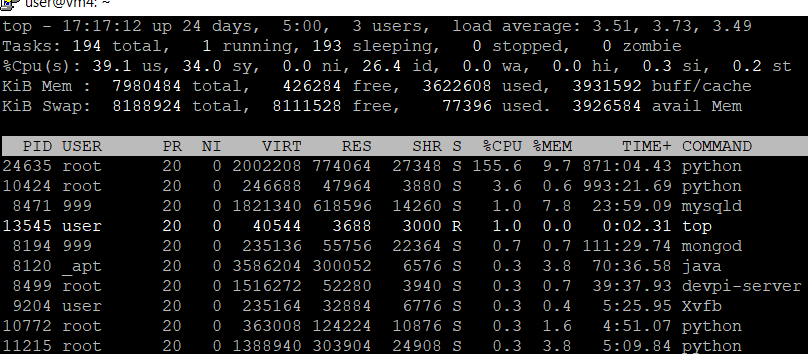 user@vm4: ~
top - 17:17:12 up 24 days,  5:00,  3 users,  load average: 3.51, 3.73, 3.49
Tasks: 194 total,   1 running, 193 sleeping,   0 stopped,   0 zombie
%Cpu(s): 39.1 us, 34.0 sy,  0.0 ni, 26.4 id,  0.0 wa,  0.0 hi,  0.3 si,  0.2 st
KiB Mem :  7980484 total,   426284 free,  3622608 used,  3931592 buff/cache
KiB Swap:  8188924 total,  8111528 free,    77396 used.  3926584 avail Mem
PID USER      PR  NI    VIRT    RES    SHR S  %CPU %MEM     TIME+ COMMAND
24635 root      20   0 2002208 774064  27348 S 155.6  9.7 871:04.43 python
10424 root      20   0  246688  47964   3880 S   3.6  0.6 993:21.69 python
8471 999       20   0 1821340 618596  14260 S   1.0  7.8  23:59.09 mysqld
13545 user      20   0   40544   3688   3000 R   1.0  0.0   0:02.31 top
8194 999       20   0  235136  55756  22364 S   0.7  0.7 111:29.74 mongod
8120 _apt      20   0 3586204 300052   6576 S   0.3  3.8  70:36.58 java
8499 root      20   0 1516272  52280   3940 S   0.3  0.7  39:37.93 devpi-server
9204 user      20   0  235164  32884   6776 S   0.3  0.4   5:25.95 Xvfb
10772 root      20   0  363008 124224  10876 S   0.3  1.6   4:51.07 python
11215 root      20   0 1388940 303904  24908 S   0.3  3.8   5:09.84 python